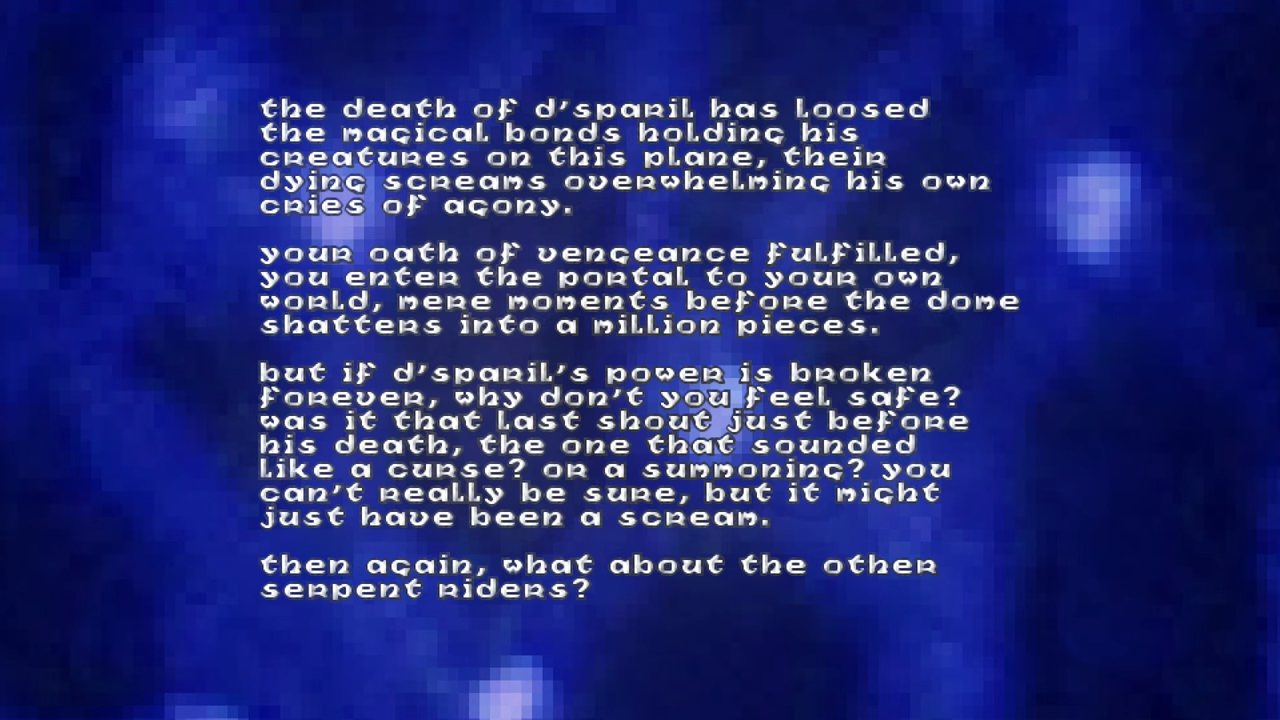 the death of d'sparil has loosed
the magical bonds holding his
creatures on this plane, their
dying screams overwhelming his own
cries of agony.
your oath of vengeance fulfilled,
you enter the portal to your own
world, mere moments before the dome
shatters into a million pieces.
but if d'sparil's power is broken
forever, why don't you feel safe?
was it that last shout just before
his death, the one that sounded
like a curse? or a summoning? you
can't really be sure, but it might
just have been a scream.
then again, what about the other
serpent riders?